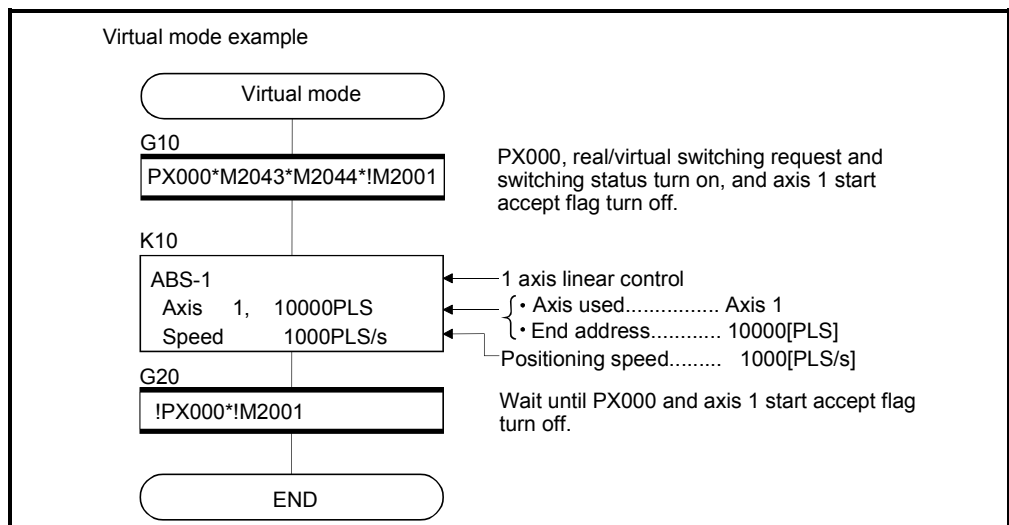 Virtual mode example
Virtual mode
G10
PX000*M2043*M2044*!M2001
PX000, real/virtual switching request and
switching status turn on, and axis 1 start
accept flag turn off.
K10
ABS-1
Axis 1, 10000PLS
Speed 1000PLS/s
1 axis linear control
• Axis used................ Axis 1
• End address............ 10000[PLS]
Positioning speed......... 1000[PLS/s]
G20
!PX000*!M2001
Wait until PX000 and axis 1 start accept flag
turn off.
END